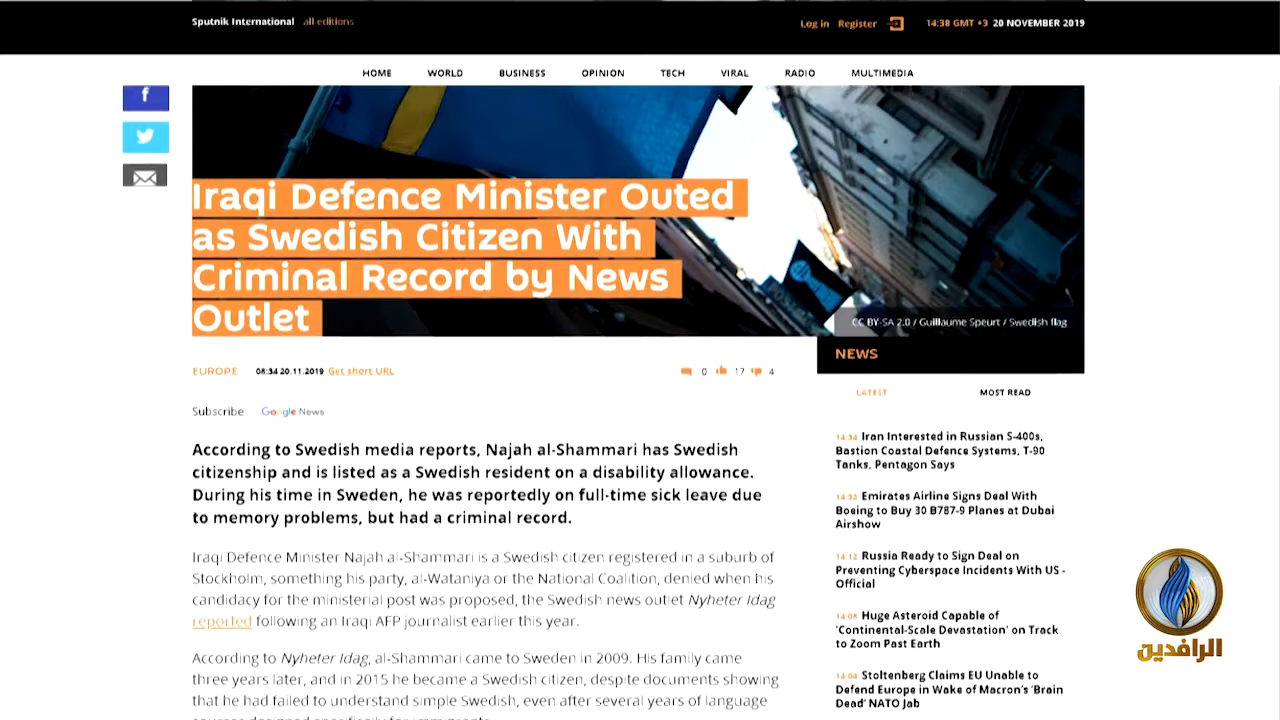 Sputnik International all editions
Log in Register 14:38 GMT +3 20 NOVEMBER 2019
HOME WORLD BUSINESS OPINION TECH VIRAL RADIO MULTIMEDIA
Iraqi Defence Minister Outed
as Swedish Citizen With
Criminal Record by News
Outlet
CC BY-SA 2.0 / Guillaume Speurt / Swedish flag
EUROPE 08:34 20.11.2019 Get short URL
0 17 4
Subscribe Google News
According to Swedish media reports, Najah al-Shammari has Swedish
citizenship and is listed as a Swedish resident on a disability allowance.
During his time in Sweden, he was reportedly on full-time sick leave due
to memory problems, but had a criminal record.
Iraqi Defence Minister Najah al-Shammari is a Swedish citizen registered in a suburb of
Stockholm, something his party, al-Wataniya or the National Coalition, denied when his
candidacy for the ministerial post was proposed, the Swedish news outlet Nyheter Idag
reported following an Iraqi AFP journalist earlier this year.
According to Nyheter Idag, al-Shammari came to Sweden in 2009. His family came
three years later, and in 2015 he became a Swedish citizen, despite documents showing
that he had failed to understand simple Swedish, even after several years of language
NEWS
LATEST MOST READ
14:34 Iran Interested in Russian S-400s,
Bastion Coastal Defence Systems, T-90
Tanks, Pentagon Says
14:32 Emirates Airline Signs Deal With
Boeing to Buy 30 B787-9 Planes at Dubai
Airshow
14:12 Russia Ready to Sign Deal on
Preventing Cyberspace Incidents With US -
Official
14:08 Huge Asteroid Capable of
'Continental-Scale Devastation' on Track
to Zoom Past Earth
14:04 Stoltenberg Claims EU Unable to
Defend Europe in Wake of Macron's 'Brain
Dead' NATO Jab
الرافدين